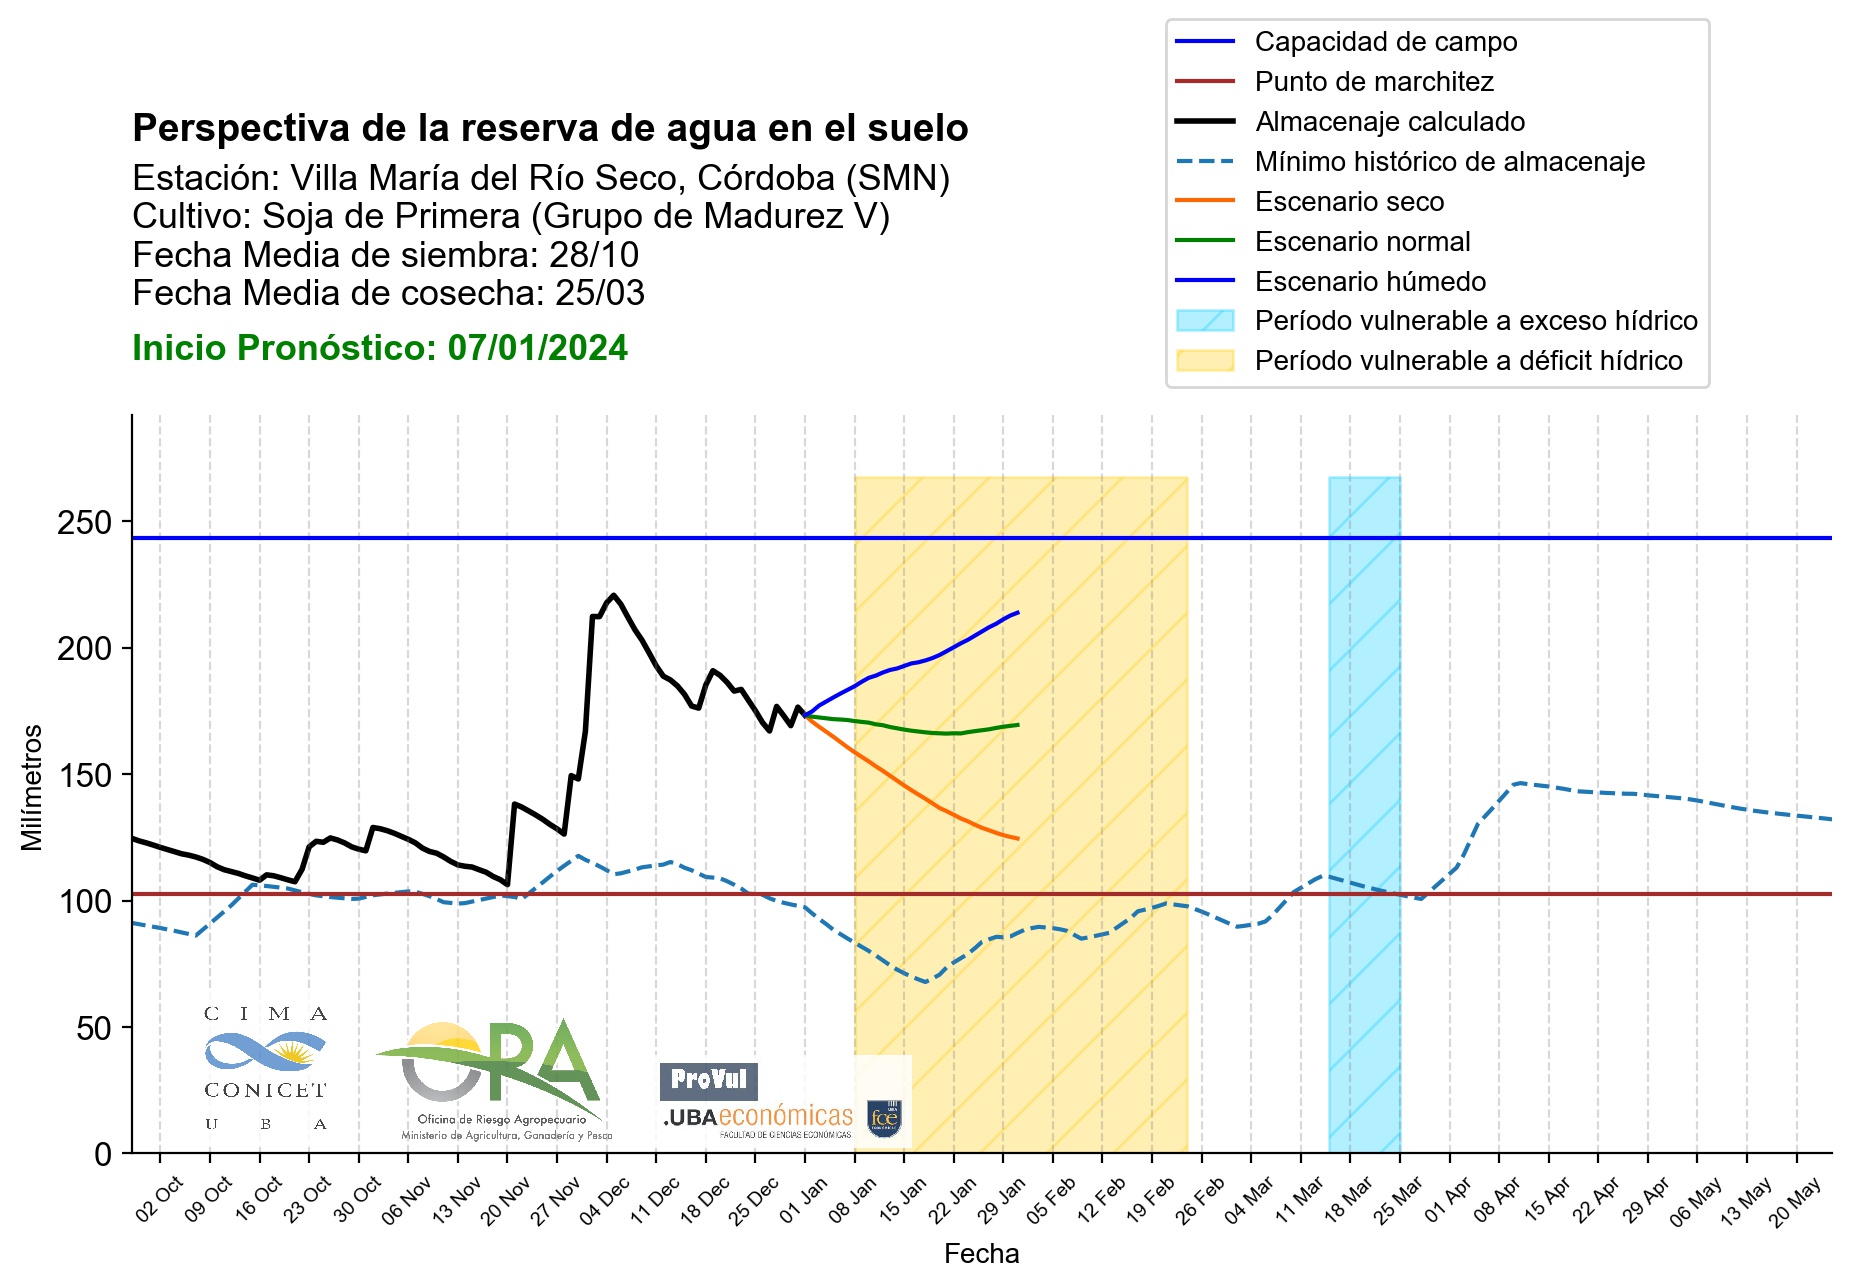 Capacidad de campo
Punto de marchitez
Almacenaje calculado
Mínimo histórico de almacenaje
Escenario seco
Escenario normal
Escenario húmedo
Período vulnerable a exceso hídrico
Período vulnerable a déficit hídrico
Perspectiva de la reserva de agua en el suelo
Estación: Villa María del Río Seco, Córdoba (SMN)
Cultivo: Soja de Primera (Grupo de Madurez V)
Fecha Media de siembra: 28/10
Fecha Media de cosecha: 25/03
Inicio Pronóstico: 07/01/2024
250
200
150
100
50
0
Milímetros
CIMA
CONICET
UBA
ORA
Oficina de Riesgo Agropecuario
Ministerio de Agricultura, Ganadería y Pesca
ProVul
.UBAeconómicas
FACULTAD DE CIENCIAS ECONÓMICAS
fce
02 Oct
09 Oct
16 Oct
23 Oct
30 Oct
06 Nov
13 Nov
20 Nov
27 Nov
04 Dec
11 Dec
18 Dec
25 Dec
01 Jan
08 Jan
15 Jan
22 Jan
29 Jan
05 Feb
12 Feb
19 Feb
26 Feb
04 Mar
11 Mar
18 Mar
25 Mar
01 Apr
08 Apr
15 Apr
22 Apr
29 Apr
06 May
13 May
20 May
Fecha